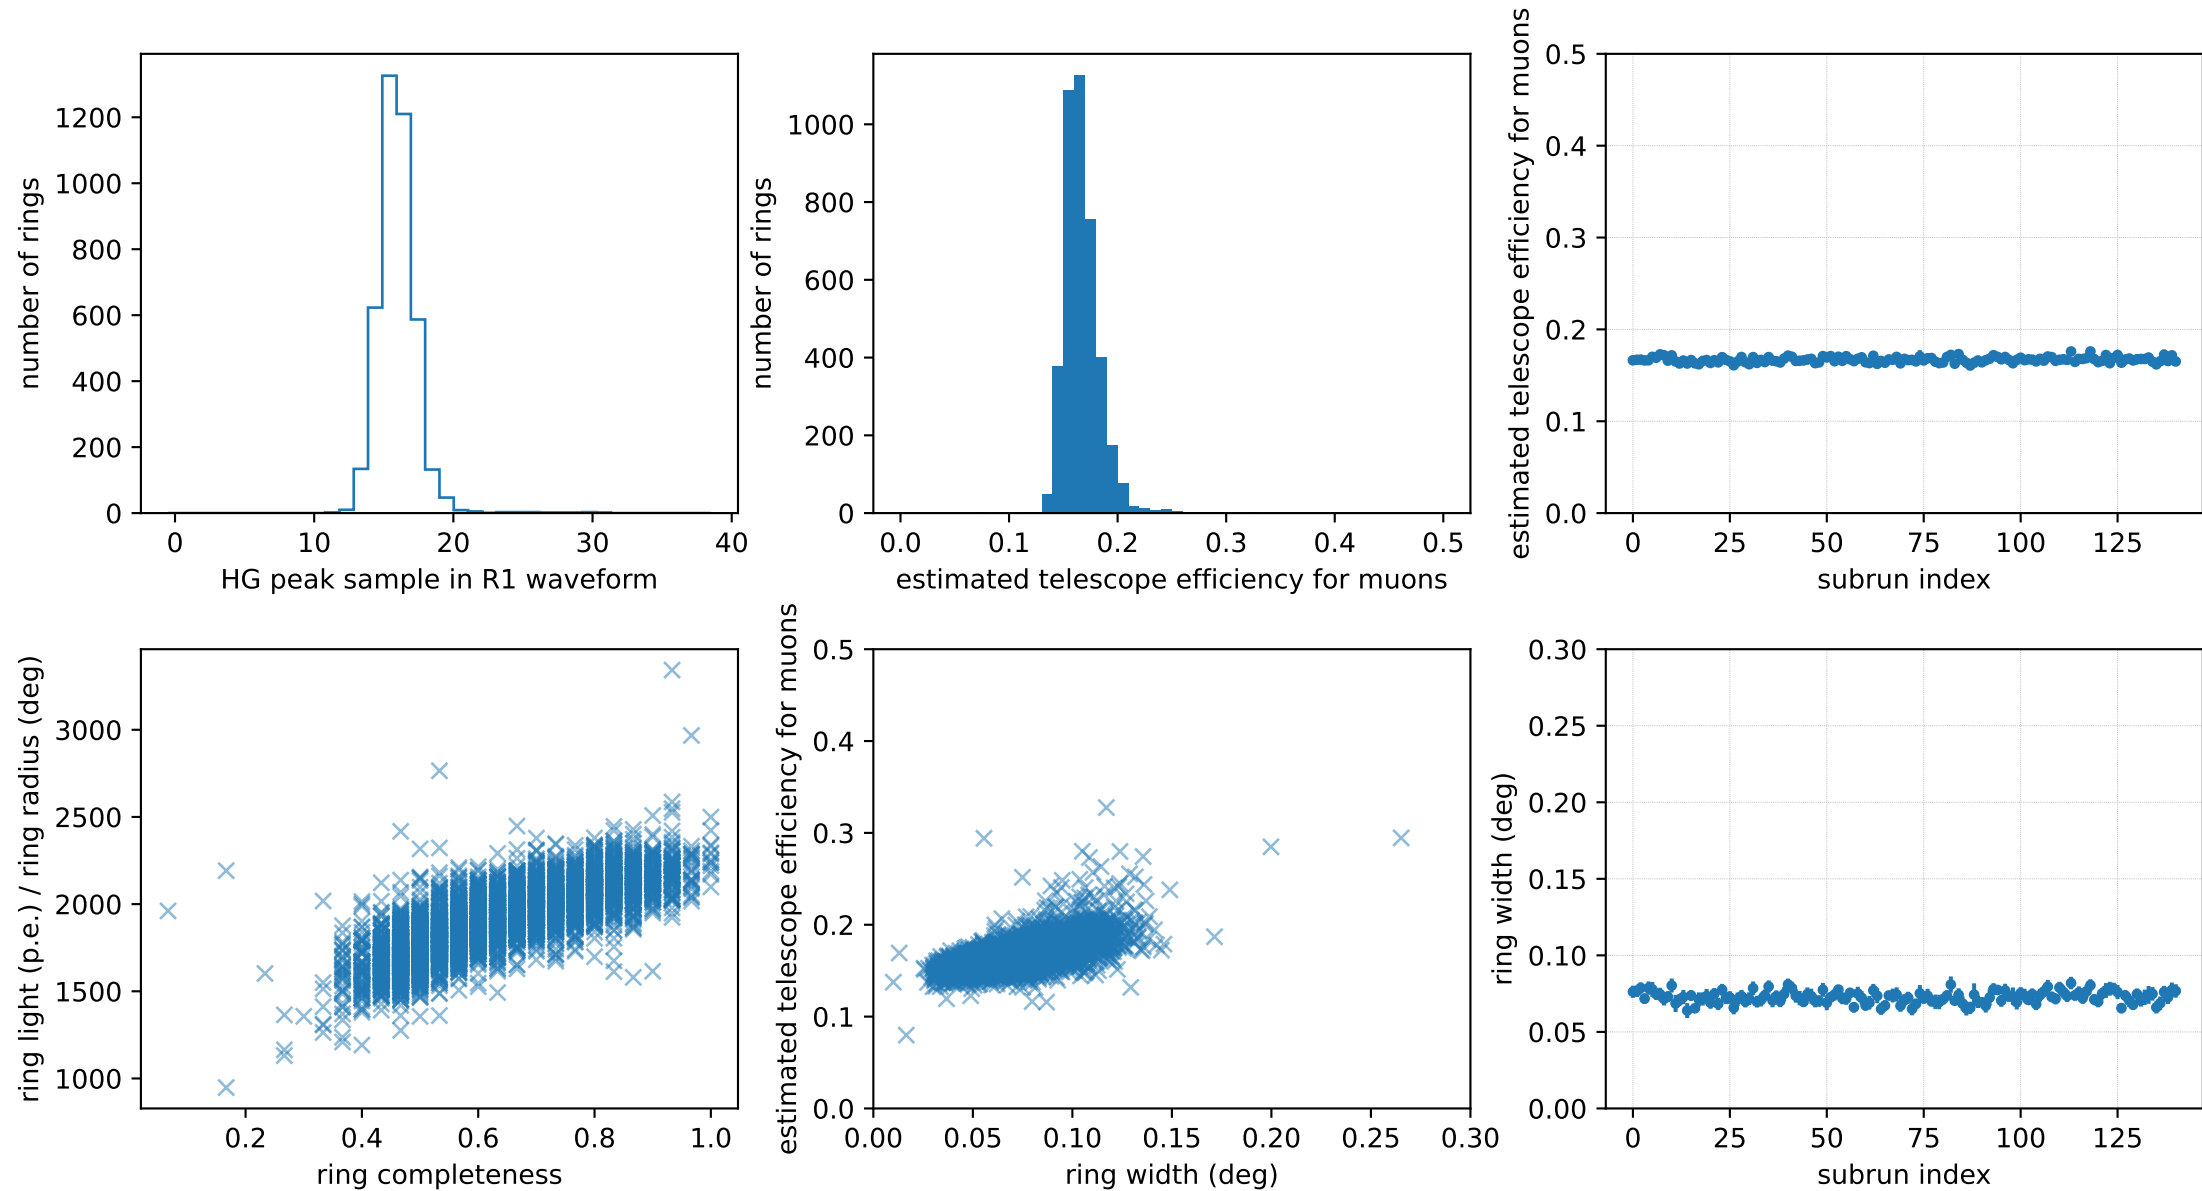 number of rings
1200
1000
800
600
400
200
0
0 10 20 30 40
HG peak sample in R1 waveform
number of rings
1000
800
600
400
200
0
0.0 0.1 0.2 0.3 0.4 0.5
estimated telescope efficiency for muons
estimated telescope efficiency for muons
0.5
0.4
0.3
0.2
0.1
0.0
0 25 50 75 100 125
subrun index
ring light (p.e.) / ring radius (deg)
3000
2500
2000
1500
1000
0.2 0.4 0.6 0.8 1.0
ring completeness
estimated telescope efficiency for muons
0.5
0.4
0.3
0.2
0.1
0.0
0.00 0.05 0.10 0.15 0.20 0.25 0.30
ring width (deg)
ring width (deg)
0.30
0.25
0.20
0.15
0.10
0.05
0.00
0 25 50 75 100 125
subrun index